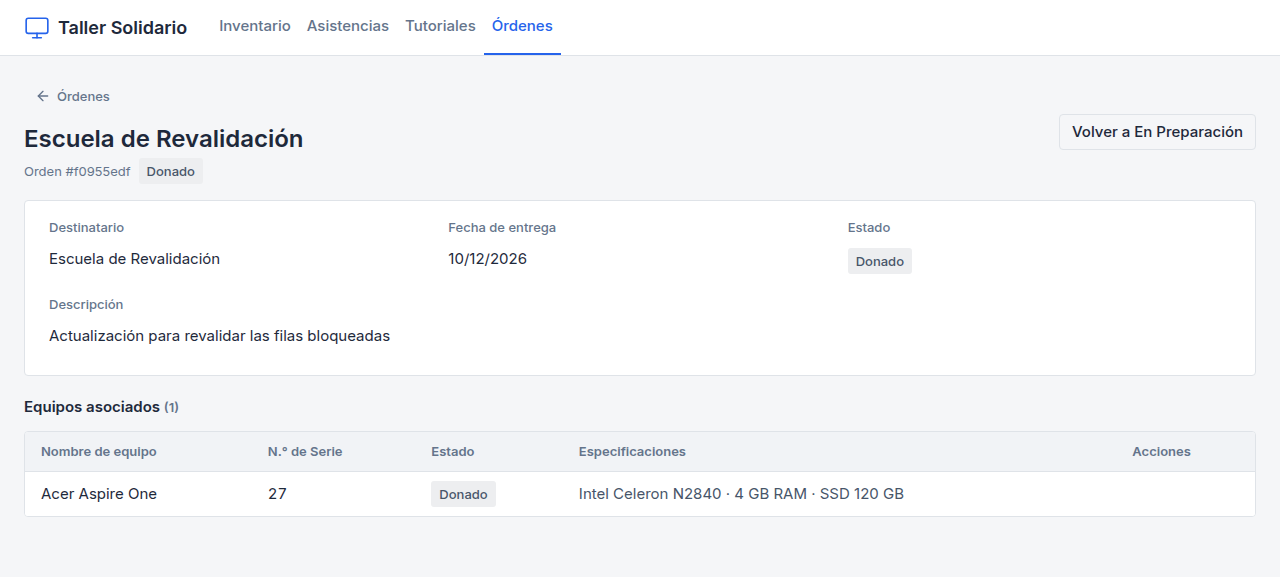 Taller Solidario
Inventario
Asistencias
Tutoriales
Órdenes
Órdenes
Escuela de Revalidación
Volver a En Preparación
Orden #f0955edf
Donado
Destinatario
Fecha de entrega
Estado
Escuela de Revalidación
10/12/2026
Donado
Descripción
Actualización para revalidar las filas bloqueadas
Equipos asociados (1)
Nombre de equipo
N.º de Serie
Estado
Especificaciones
Acciones
Acer Aspire One
27
Donado
Intel Celeron N2840 · 4 GB RAM · SSD 120 GB